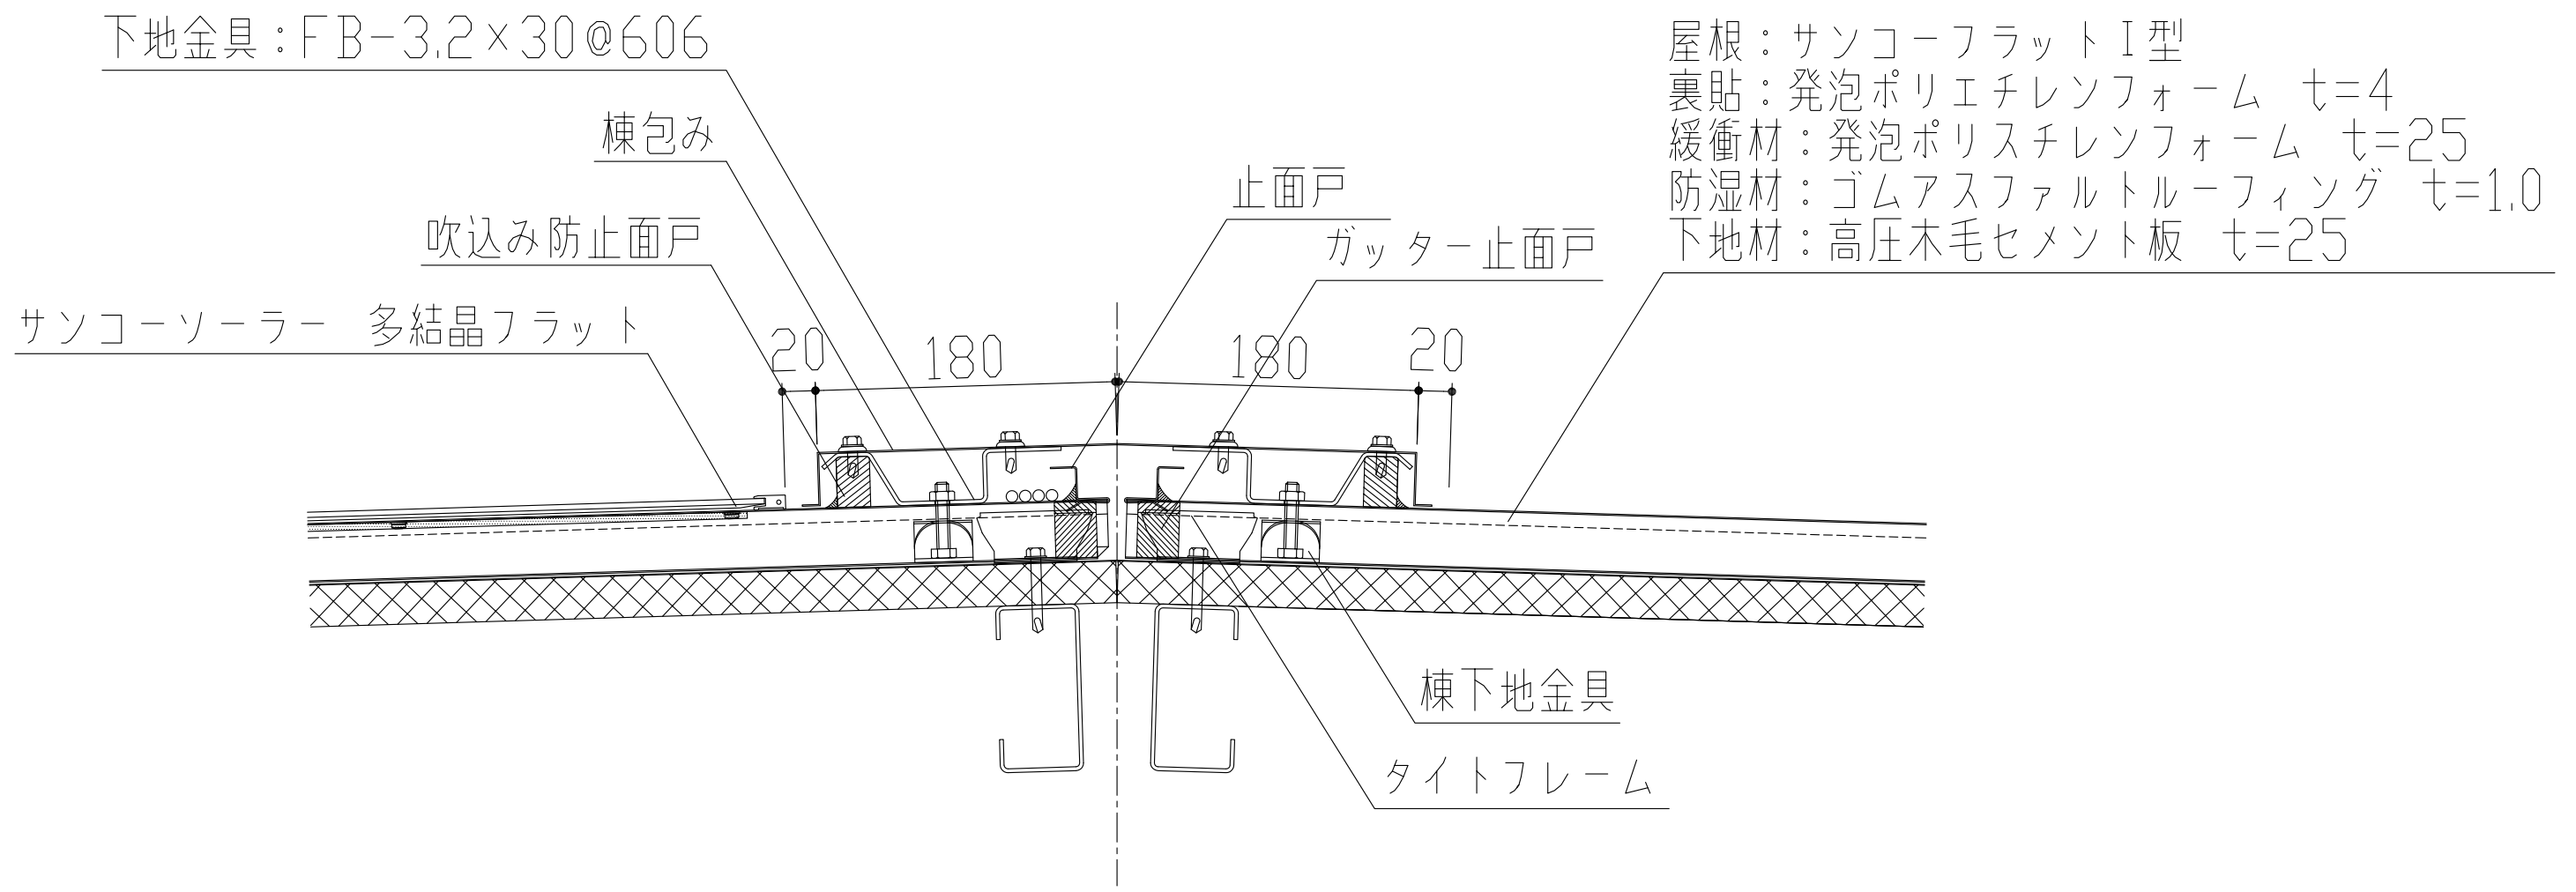 下地金具：FB-3.2×30@606
棟包み
吹込み防止面戸
サンコーソーラー 多結晶フラット
止面戸
ガッター止面戸
屋根：サンコーフラットI型
裏貼：発泡ポリエチレンフォーム t=4
緩衝材：発泡ポリスチレンフォーム t=25
防湿材：ゴムアスファルトルーフィング t=1.0
下地材：高圧木毛セメント板 t=25
20 180 180 20
棟下地金具
タイトフレーム